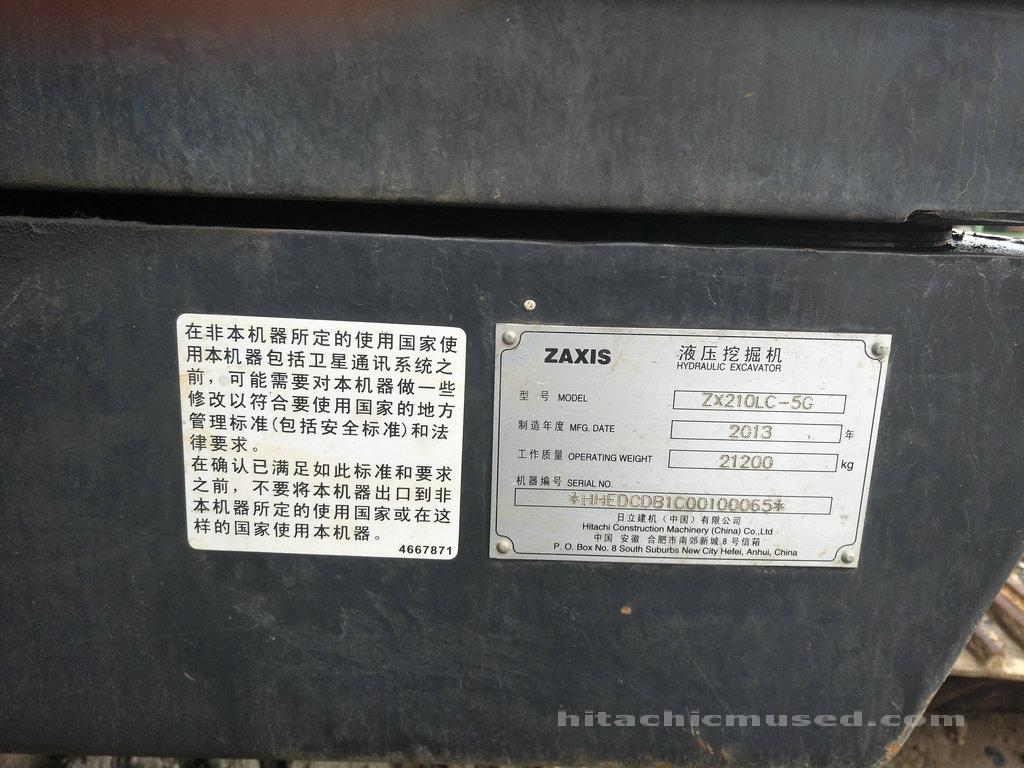 在非本机器所定的使用国家使
用本机器包括卫星通讯系统之
前，可能需要对本机器做一些
修改以符合要使用国家的地方
管理标准(包括安全标准)和法
律要求。
在确认已满足如此标准和要求
之前，不要将本机器出口到非
本机器所定的使用国家或在这
样的国家使用本机器。
4667871
ZAXIS 液压挖掘机
HYDRAULIC EXCAVATOR
型 号 MODEL ZX210LC-5G
制造年度 MFG. DATE 2013 年
工作质量 OPERATING WEIGHT 21200 kg
机器编号 SERIAL NO.
*HHEDCDB1C00100065*
日立建机（中国）有限公司
Hitachi Construction Machinery (China) Co.,Ltd
中国 安徽 合肥市南郊新城8号信箱
P. O. Box No. 8 South Suburbs New City Hefei, Anhui, China
hitachicmused.com